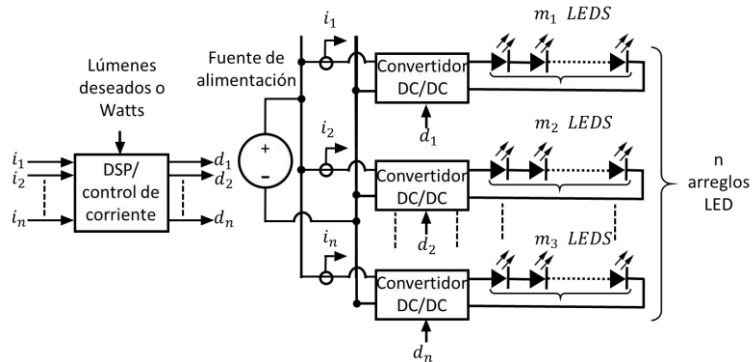 Lúmenes
deseados o
Watts
i₁
i₂
iₙ
DSP/
control de
corriente
d₁
d₂
dₙ
Fuente de
alimentación
+
−
i₁
Convertidor
DC/DC
d₁
m₁ LEDS
i₂
Convertidor
DC/DC
d₂
m₂ LEDS
iₙ
Convertidor
DC/DC
dₙ
m₃ LEDS
n
arreglos
LED